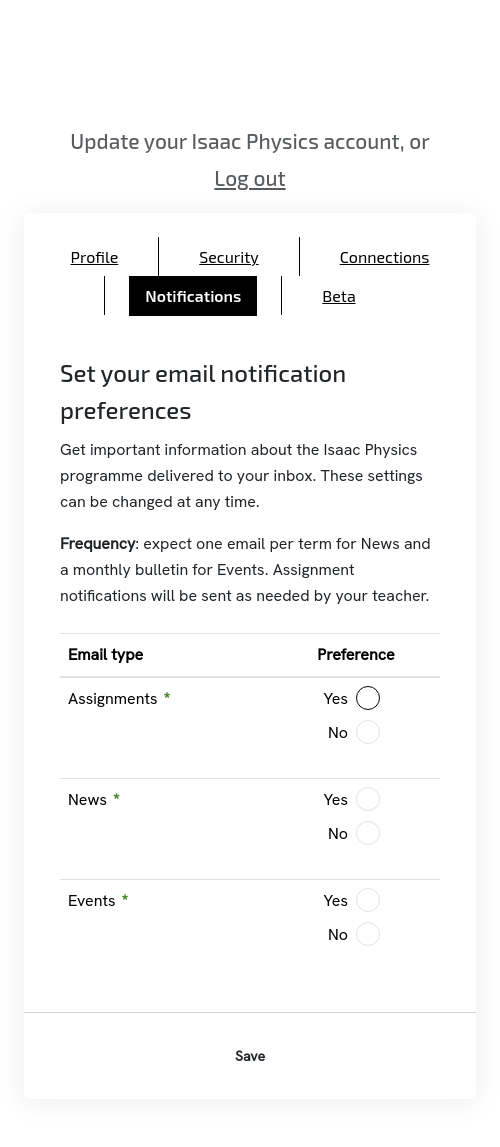 Update your Isaac Physics account, or
Log out
Profile
Security
Connections
Notifications
Beta
Set your email notification
preferences
Get important information about the Isaac Physics
programme delivered to your inbox. These settings
can be changed at any time.
Frequency: expect one email per term for News and
a monthly bulletin for Events. Assignment
notifications will be sent as needed by your teacher.
Email type Preference
Assignments * Yes
No
News * Yes
No
Events * Yes
No
Save